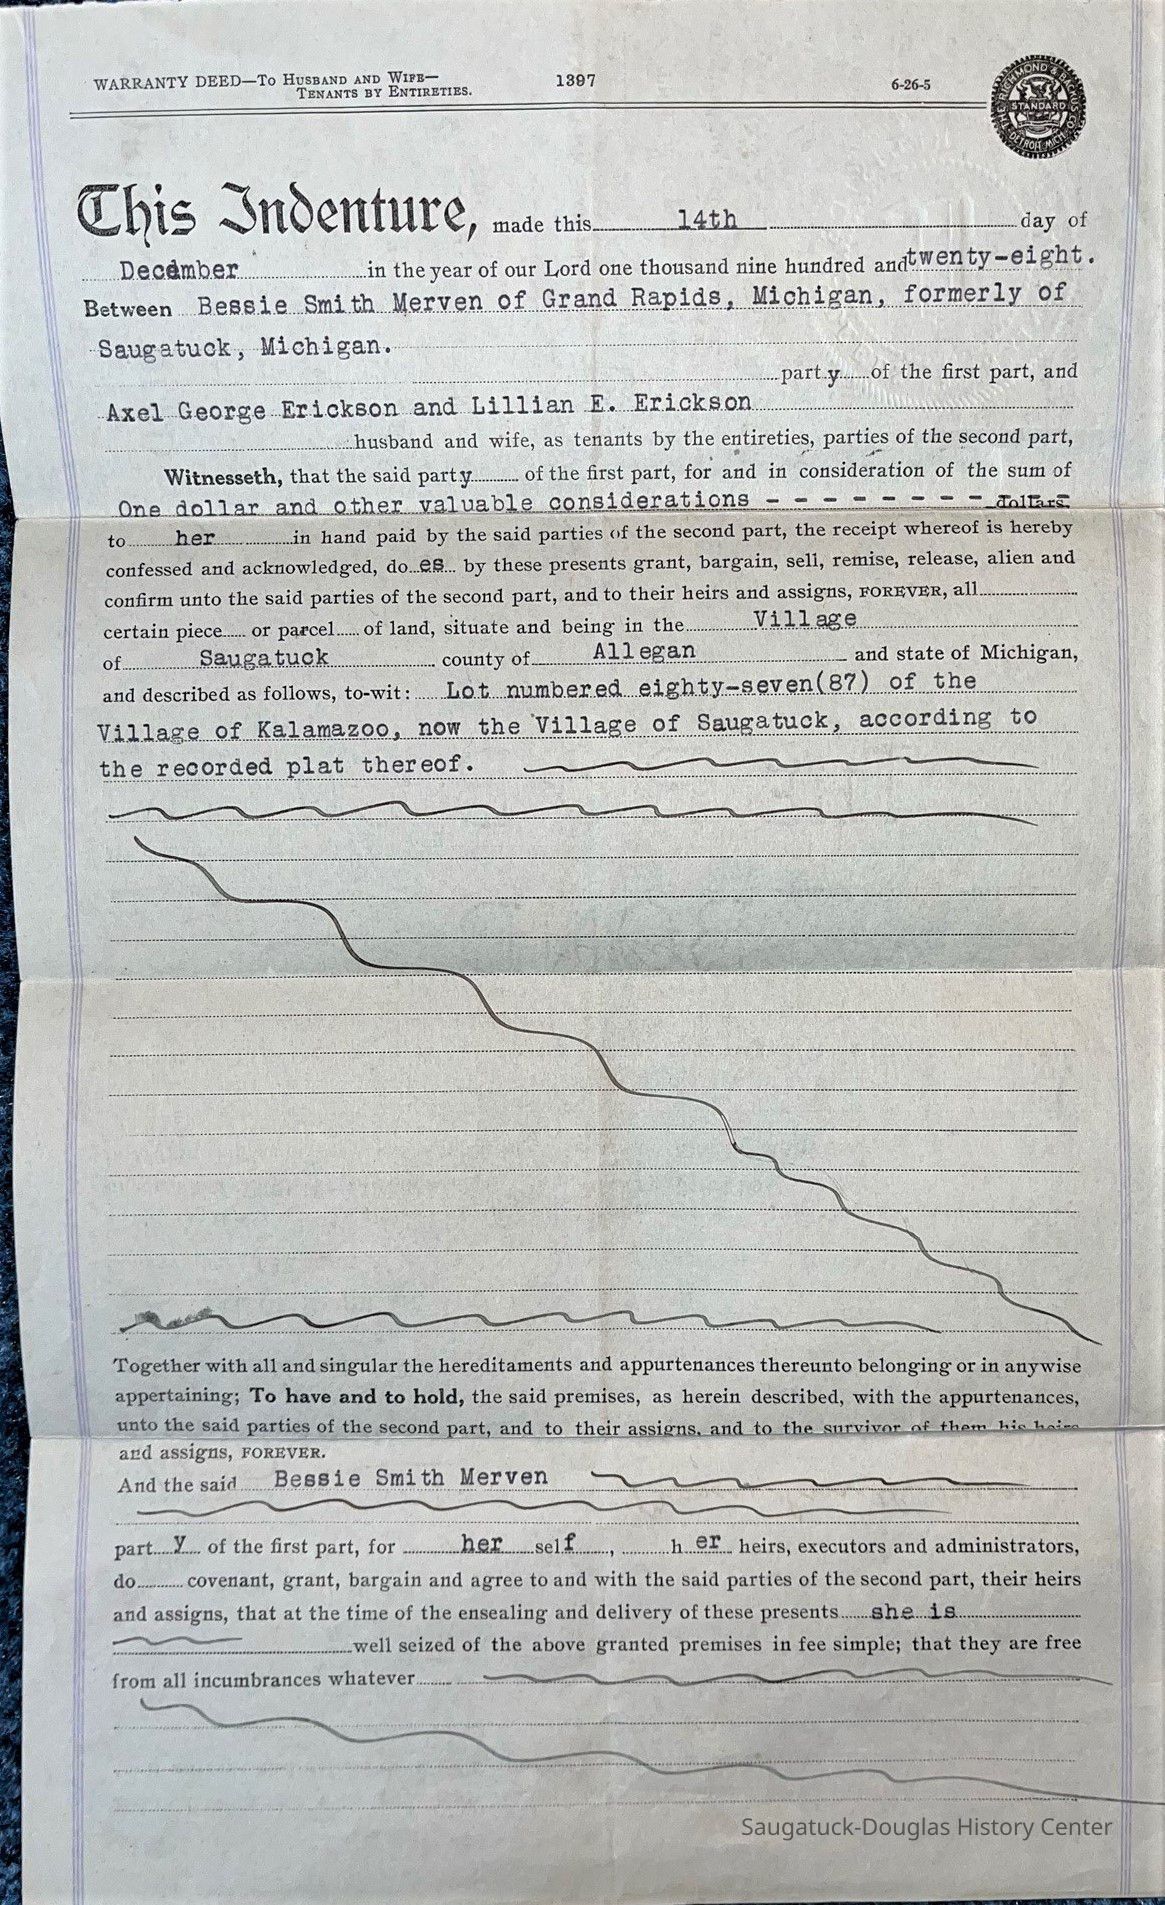 WARRANTY DEED—To Husband and Wife— 1397 6-26-5
Tenants by Entireties.
THE RICHMOND & BACKUS CO. STANDARD DETROIT MICH.
This Indenture, made this 14th day of
December in the year of our Lord one thousand nine hundred and twenty-eight.
Between Bessie Smith Merven of Grand Rapids, Michigan, formerly of
Saugatuck, Michigan.
party of the first part, and
Axel George Erickson and Lillian E. Erickson
husband and wife, as tenants by the entireties, parties of the second part,
Witnesseth, that the said party of the first part, for and in consideration of the sum of
One dollar and other valuable considerations - - - - - - - - dollars
to her in hand paid by the said parties of the second part, the receipt whereof is hereby
confessed and acknowledged, does by these presents grant, bargain, sell, remise, release, alien and
confirm unto the said parties of the second part, and to their heirs and assigns, FOREVER, all
certain piece or parcel of land, situate and being in the Village
of Saugatuck county of Allegan and state of Michigan,
and described as follows, to-wit: Lot numbered eighty-seven(87) of the
Village of Kalamazoo, now the Village of Saugatuck, according to
the recorded plat thereof.
Together with all and singular the hereditaments and appurtenances thereunto belonging or in anywise
appertaining; To have and to hold, the said premises, as herein described, with the appurtenances,
unto the said parties of the second part, and to their assigns, and to the survivor of them, his heirs
and assigns, FOREVER.
And the said Bessie Smith Merven
party of the first part, for her self, her heirs, executors and administrators,
do covenant, grant, bargain and agree to and with the said parties of the second part, their heirs
and assigns, that at the time of the ensealing and delivery of these presents she is
well seized of the above granted premises in fee simple; that they are free
from all incumbrances whatever
Saugatuck-Douglas History Center